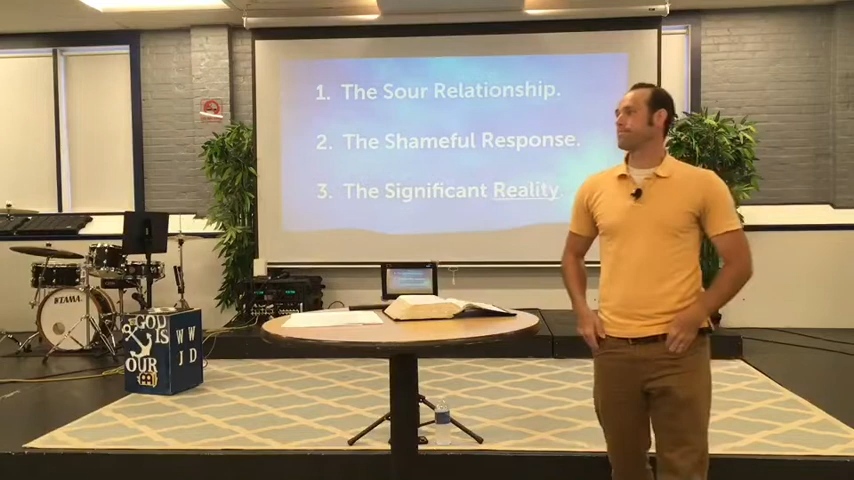 1. The Sour Relationship.
2. The Shameful Response.
3. The Significant Reality.
TAMA
GOD IS
OUR
W W
J D